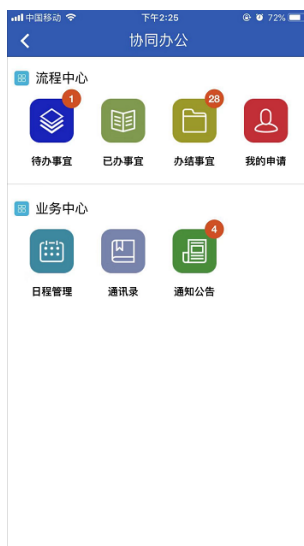 中国移动 下午2:25 72%
协同办公
流程中心
1 28
待办事宜 已办事宜 办结事宜 我的申请
业务中心
4
日程管理 通讯录 通知公告